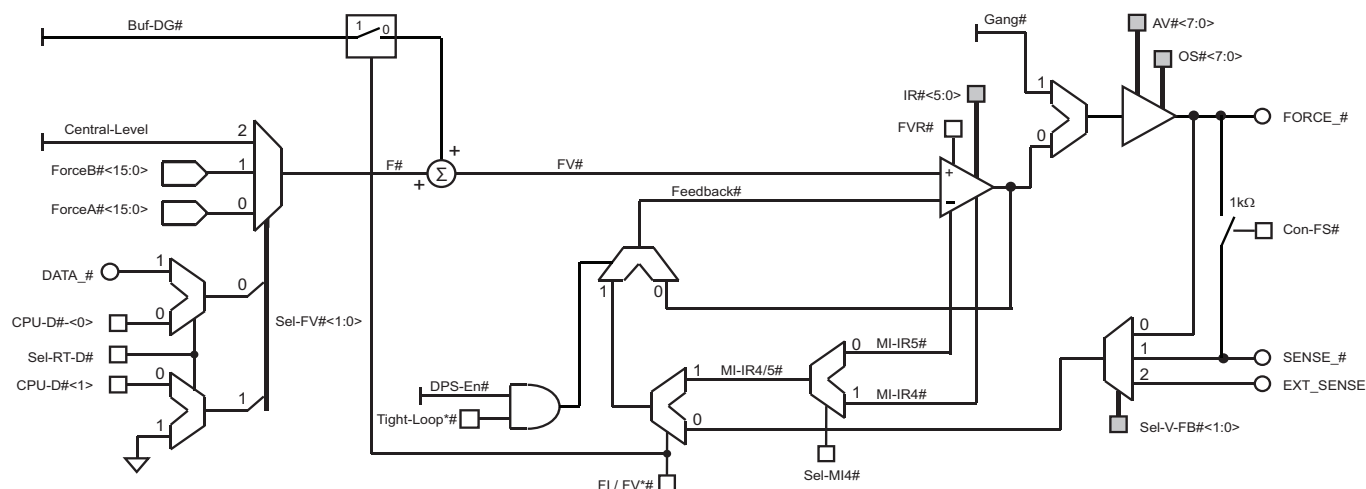 Buf-DG#
1
0
Gang#
AV#<7:0>
OS#<7:0>
1
0
IR#<5:0>
FVR#
FORCE_#
Central-Level
2
ForceB#<15:0>
1
ForceA#<15:0>
0
F#
+
+
Σ
FV#
Feedback#
+
−
1kΩ
Con-FS#
DATA_#
1
0
CPU-D#-<0>
0
Sel-FV#<1:0>
Sel-RT-D#
CPU-D#<1>
0
1
1
1
0
DPS-En#
Tight-Loop*#
1
MI-IR4/5#
0
MI-IR5#
1
MI-IR4#
0
Sel-MI4#
FI / FV*#
0
1
2
SENSE_#
EXT_SENSE
Sel-V-FB#<1:0>